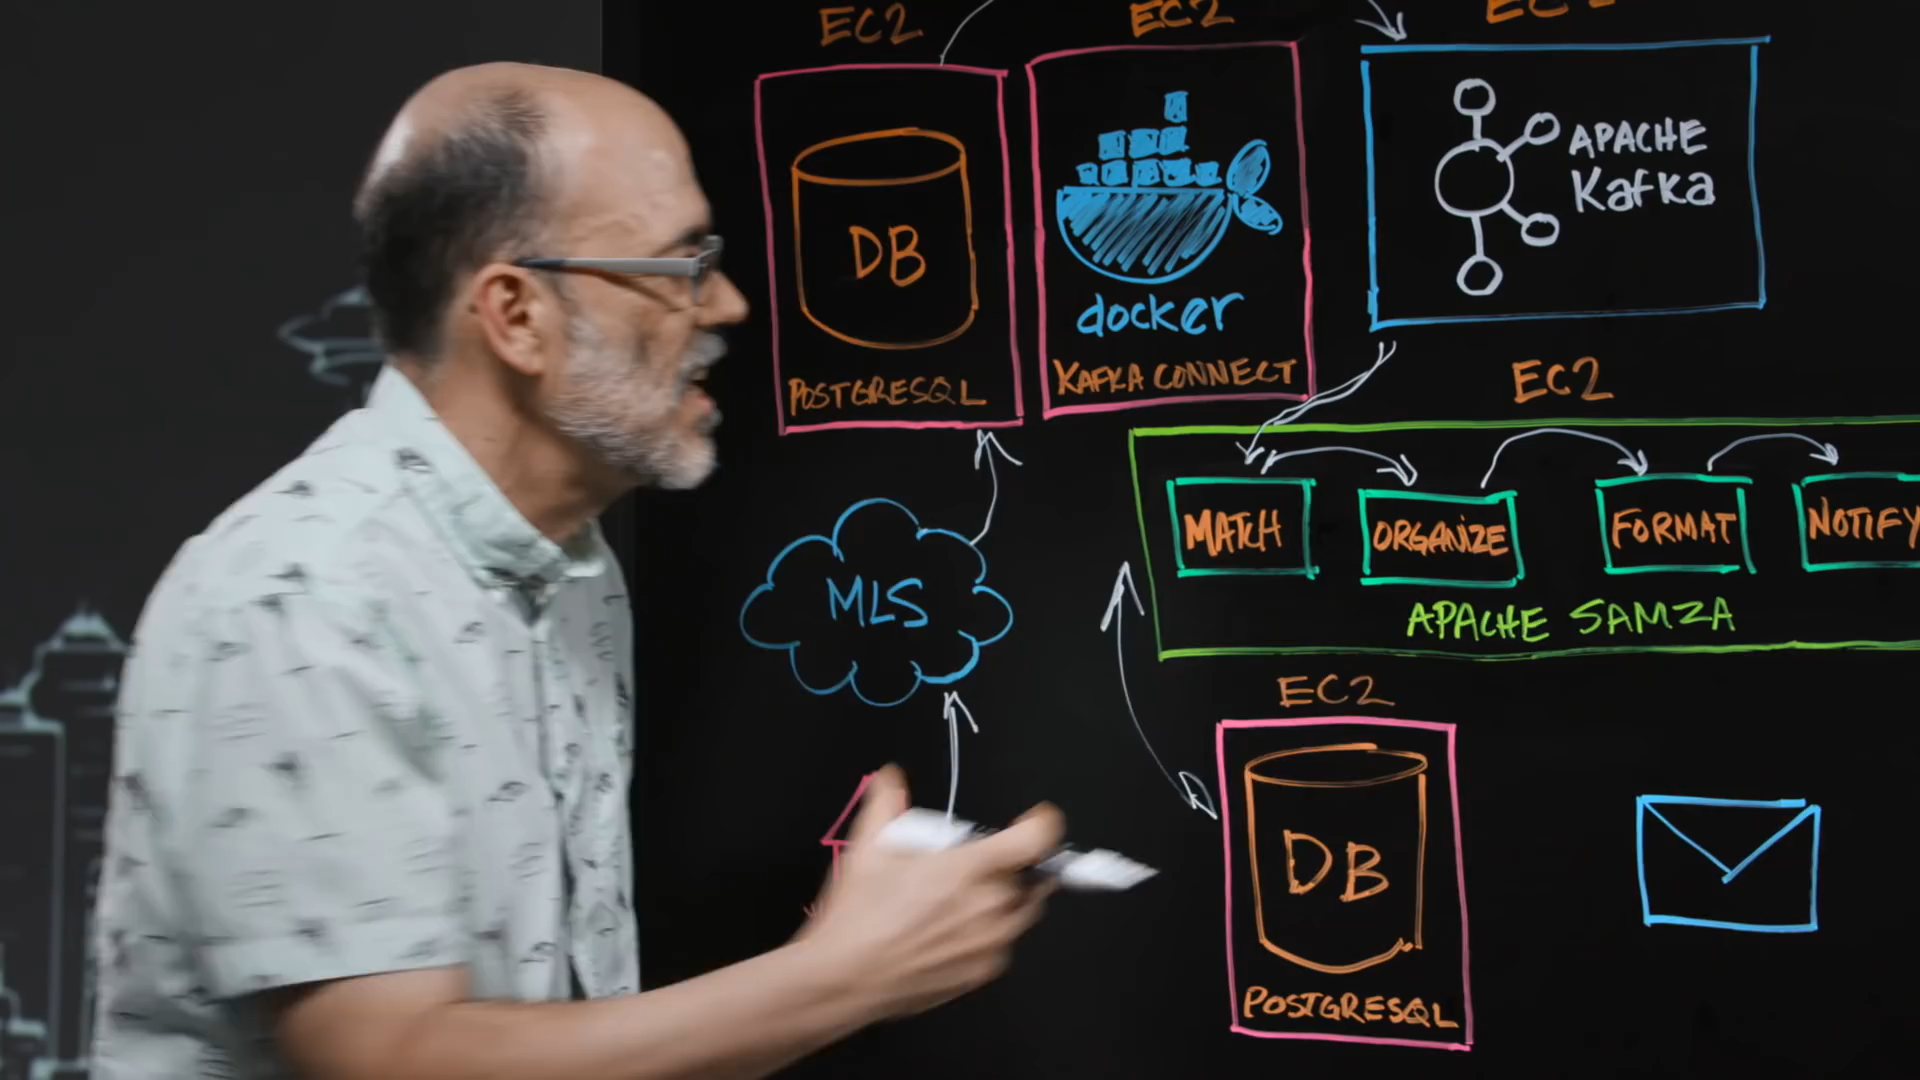 EC2
EC2
EC2
DB
POSTGRESQL
docker
KAFKA CONNECT
APACHE
Kafka
EC2
MATCH
ORGANIZE
FORMAT
NOTIFY
APACHE SAMZA
MLS
EC2
DB
POSTGRESQL